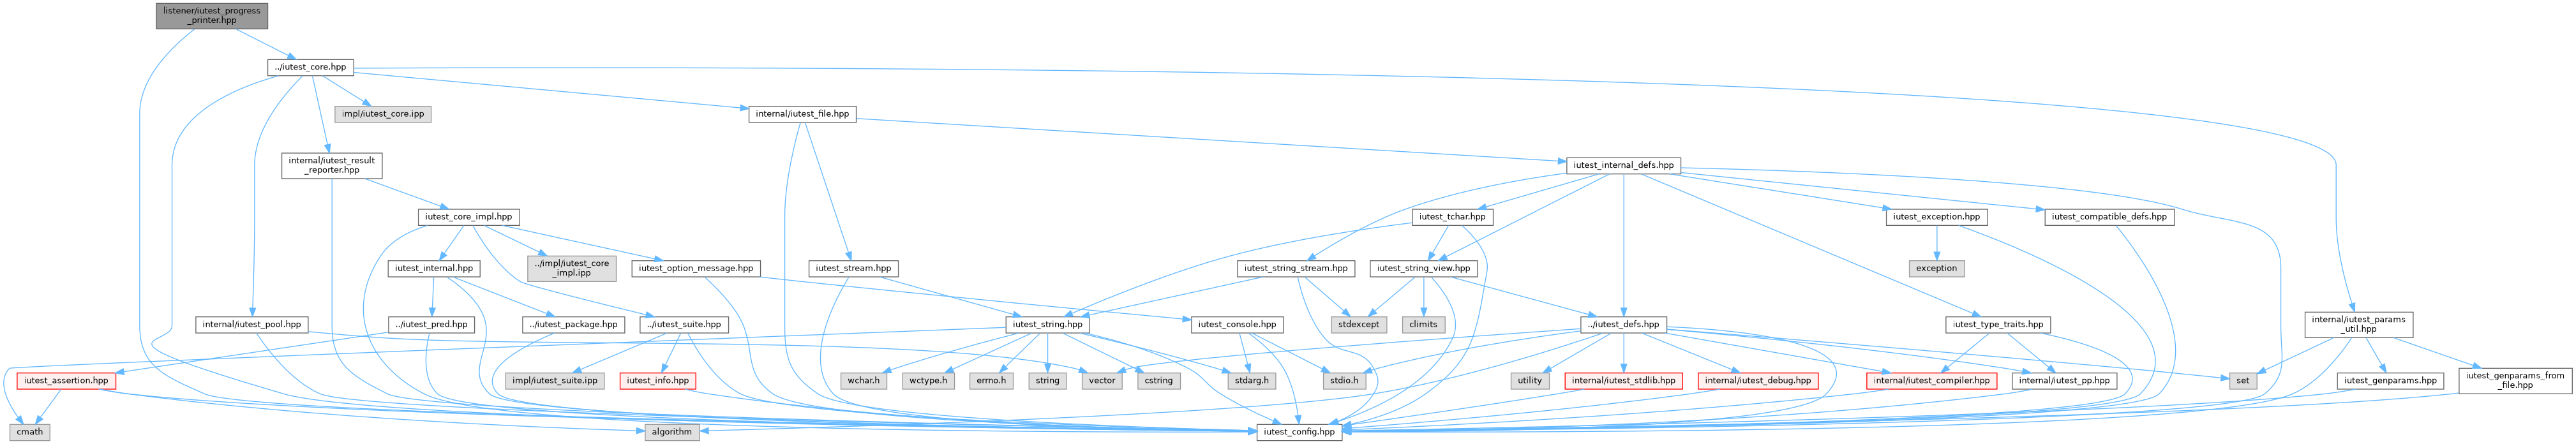 listener/iutest_progress
_printer.hpp
../iutest_core.hpp
impl/iutest_core.ipp
internal/iutest_file.hpp
internal/iutest_result
_reporter.hpp
iutest_internal_defs.hpp
iutest_core_impl.hpp
iutest_tchar.hpp
iutest_exception.hpp
iutest_compatible_defs.hpp
iutest_internal.hpp
../impl/iutest_core
_impl.ipp
iutest_option_message.hpp
iutest_stream.hpp
iutest_string_stream.hpp
iutest_string_view.hpp
exception
internal/iutest_pool.hpp
../iutest_pred.hpp
../iutest_package.hpp
../iutest_suite.hpp
iutest_string.hpp
iutest_console.hpp
stdexcept
climits
../iutest_defs.hpp
iutest_type_traits.hpp
internal/iutest_params
_util.hpp
iutest_assertion.hpp
impl/iutest_suite.ipp
iutest_info.hpp
wchar.h
wctype.h
errno.h
string
vector
cstring
stdarg.h
stdio.h
utility
internal/iutest_stdlib.hpp
internal/iutest_debug.hpp
internal/iutest_compiler.hpp
internal/iutest_pp.hpp
set
iutest_genparams.hpp
iutest_genparams_from
_file.hpp
cmath
algorithm
iutest_config.hpp